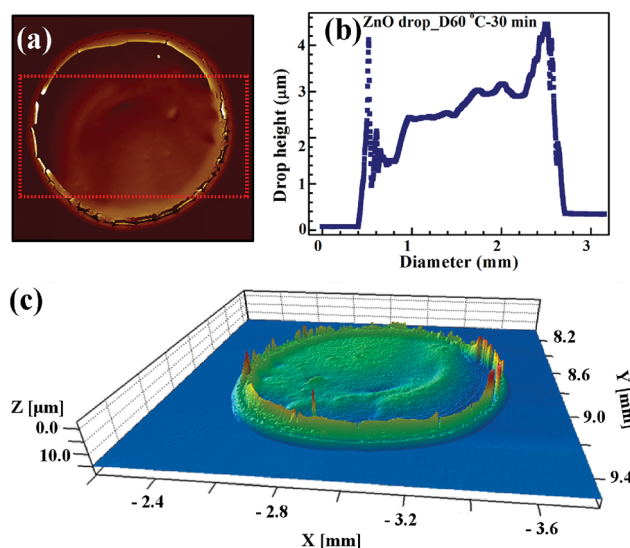 (a)
(b)
ZnO drop_D60 °C-30 min
Drop height (μm)
4
3
2
1
0
0
1
2
3
Diameter (mm)
(c)
Z [μm]
0.0
10.0
- 2.4
- 2.8
- 3.2
- 3.6
X [mm]
8.2
8.6
9.0
9.4
Y [mm]